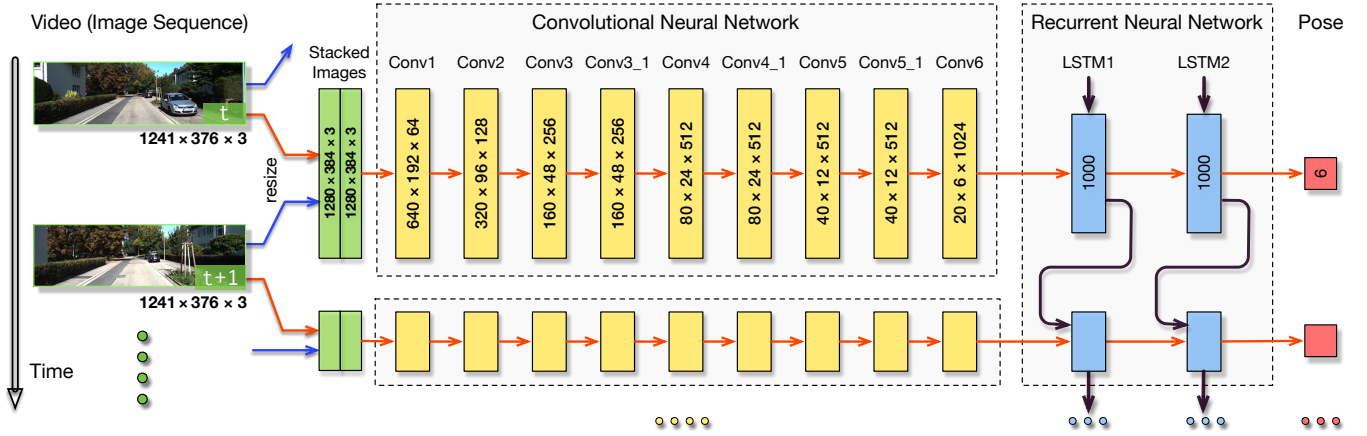 Video (Image Sequence)
Convolutional Neural Network
Recurrent Neural Network
Pose
Stacked
Images
Conv1
Conv2
Conv3
Conv3_1
Conv4
Conv4_1
Conv5
Conv5_1
Conv6
LSTM1
LSTM2
t
1241 × 376 × 3
resize
1280 × 384 × 3
1280 × 384 × 3
640 × 192 × 64
320 × 96 × 128
160 × 48 × 256
160 × 48 × 256
80 × 24 × 512
80 × 24 × 512
40 × 12 × 512
40 × 12 × 512
20 × 6 × 1024
1000
1000
6
t+1
1241 × 376 × 3
Time